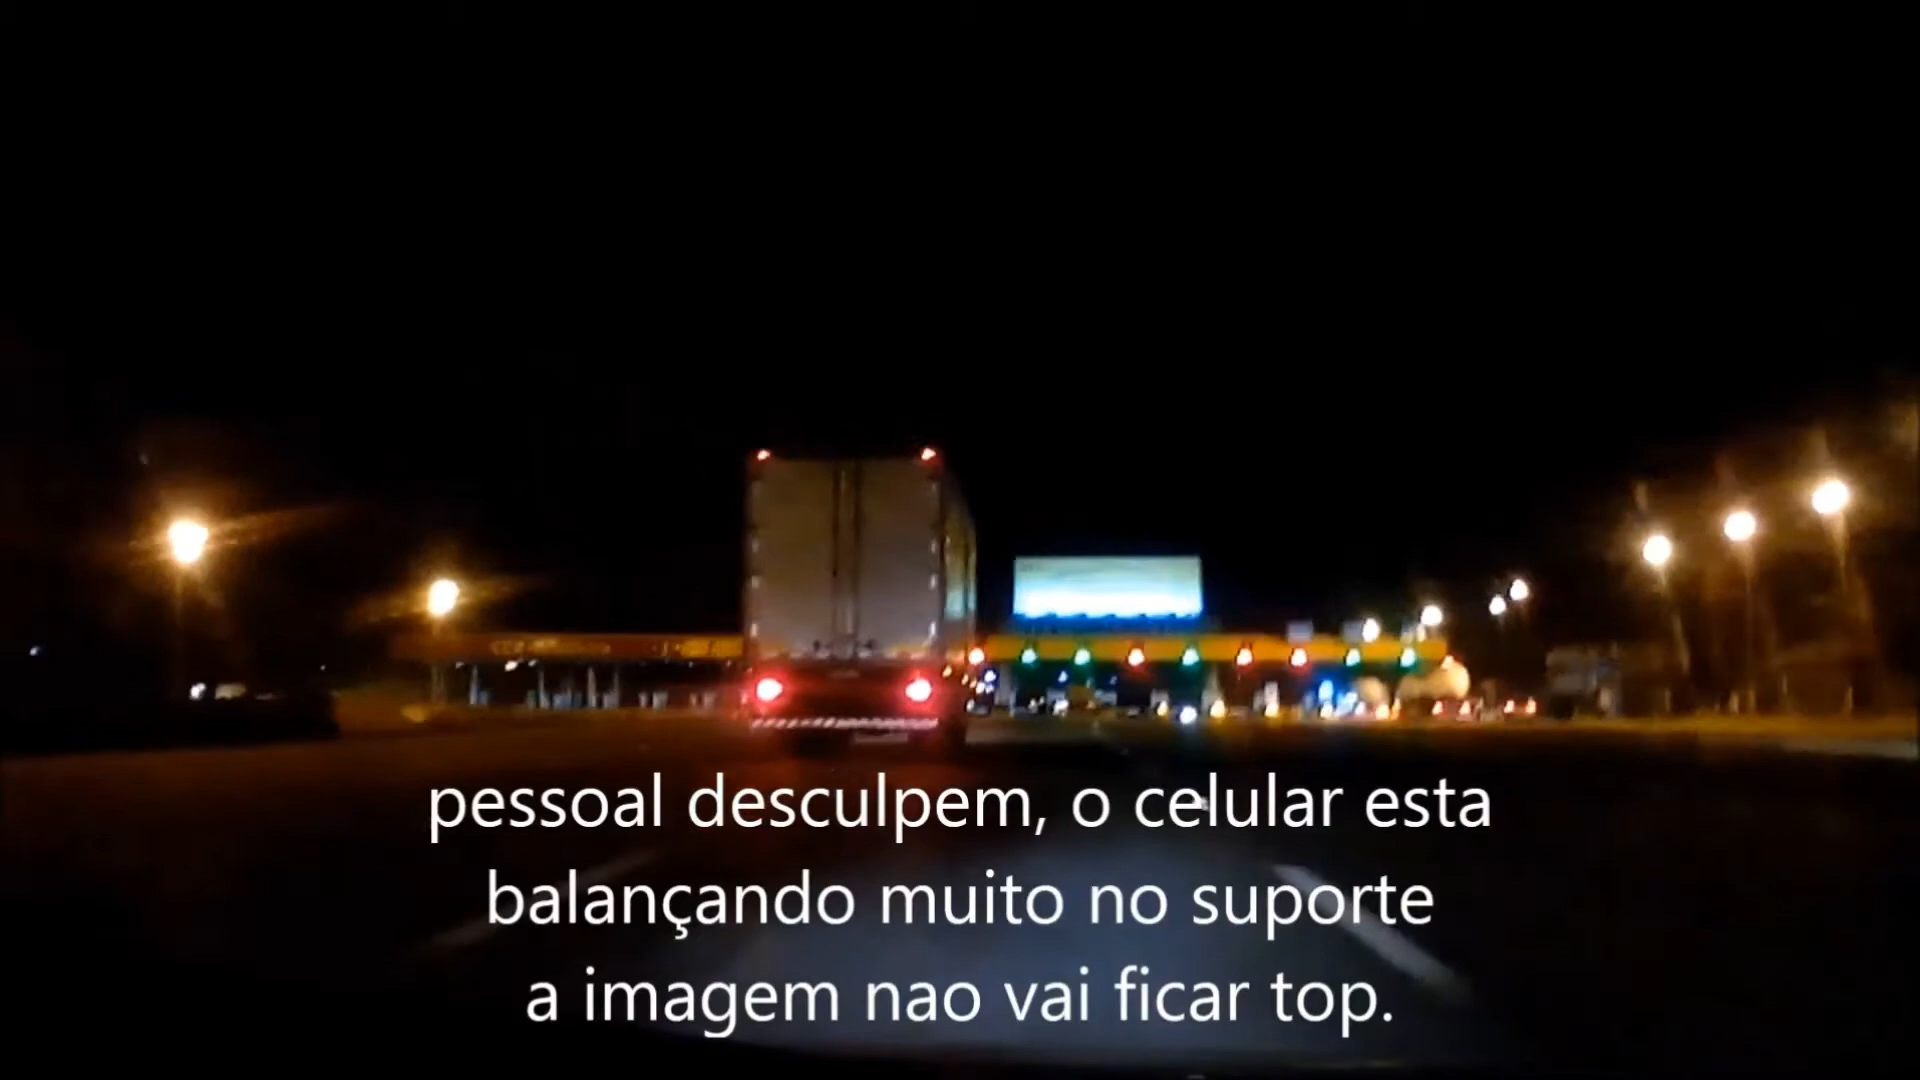 pessoal desculpem, o celular esta
balançando muito no suporte
a imagem nao vai ficar top.